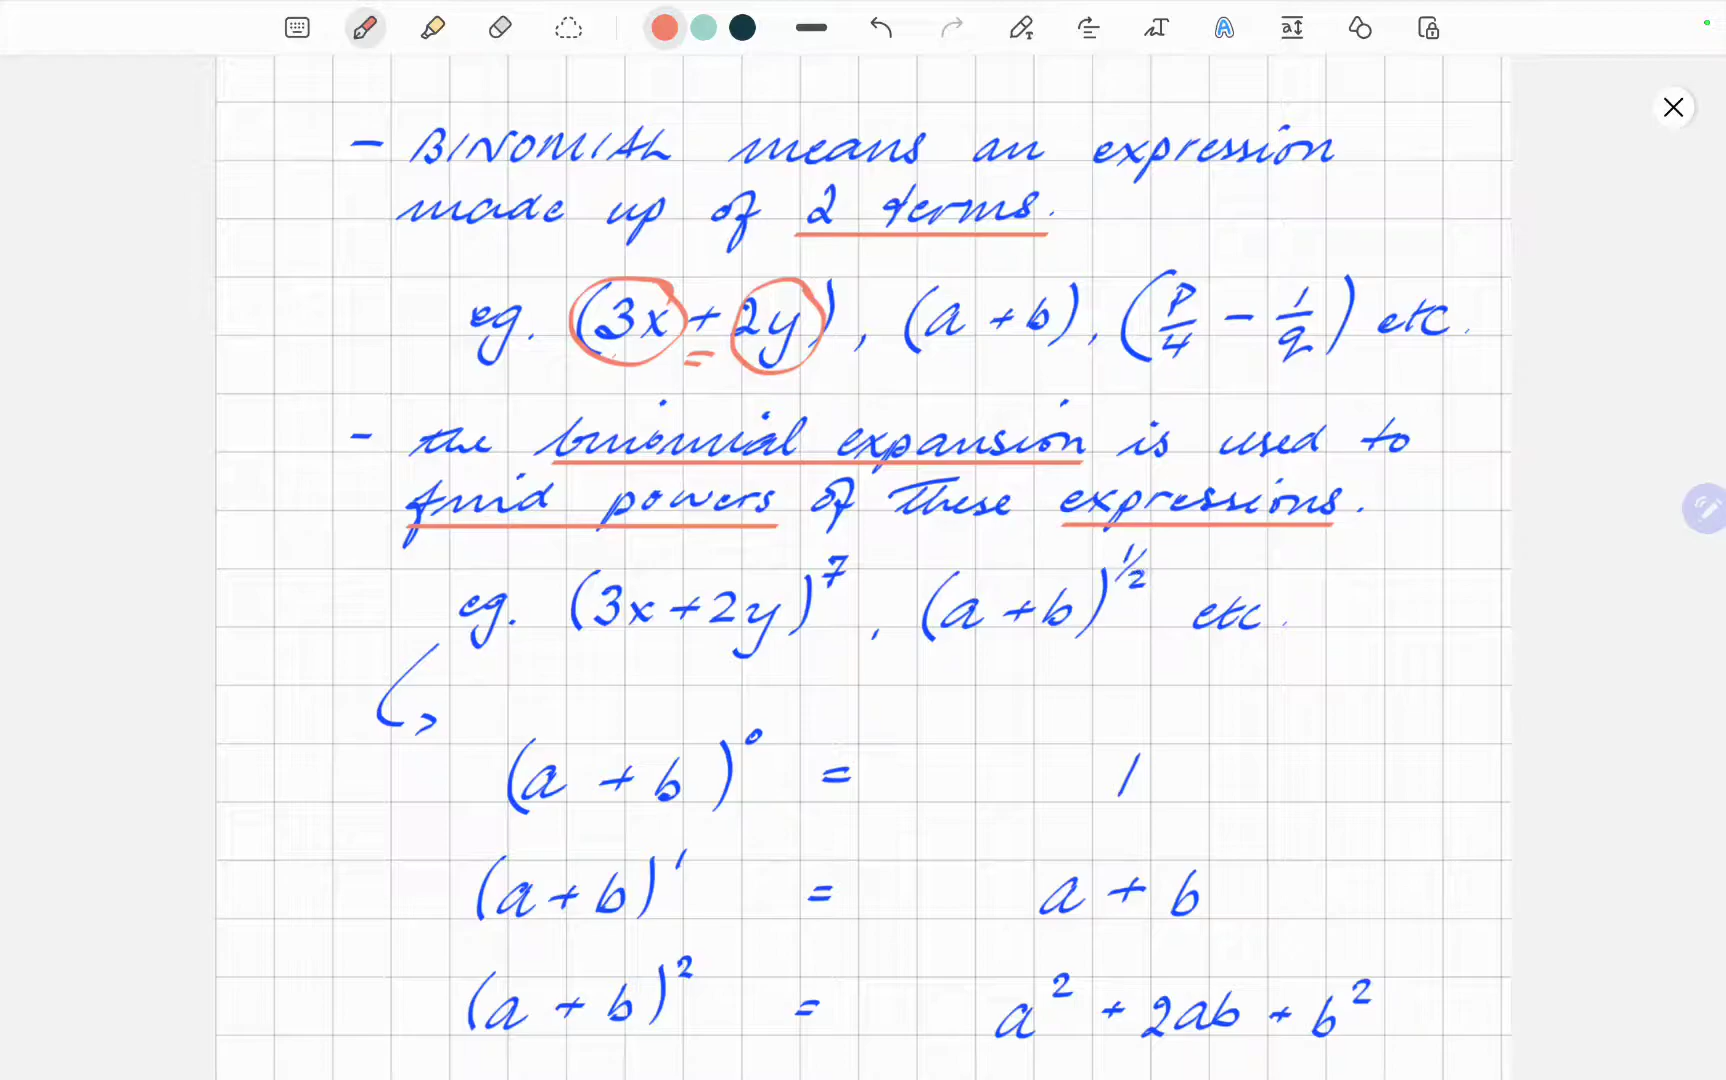 - BINOMIAL means an expression
made up of 2 terms.
eg. (3x + 2y), (a + b), (p/4 - 1/q) etc.
- the binomial expansion is used to
find powers of these expressions.
eg. (3x+2y)⁷, (a+b)^½ etc.
(a + b)⁰ = 1
(a+b)¹ = a + b
(a + b)² = a² + 2ab + b²